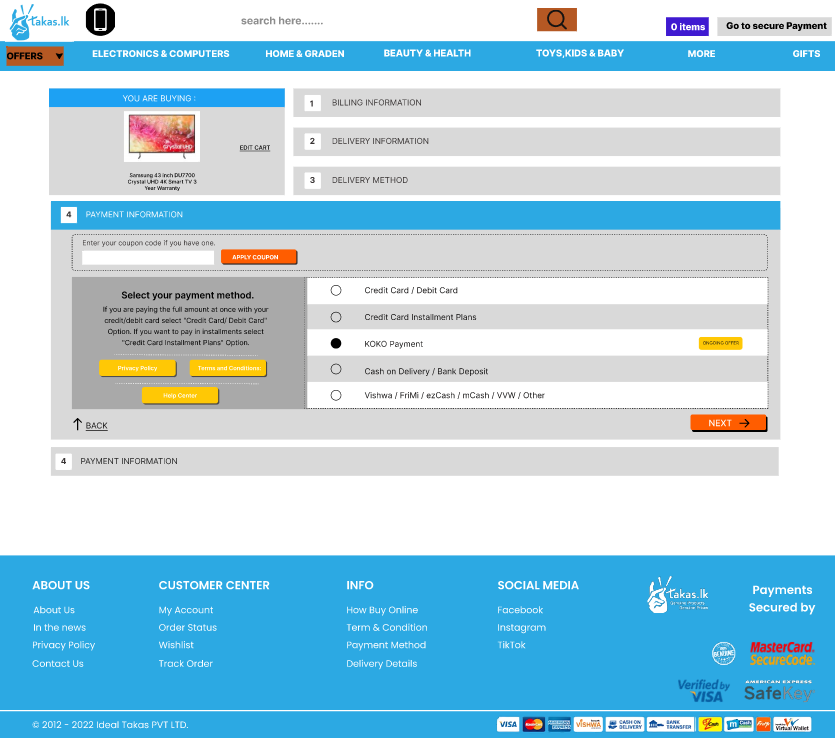 takas.lk
search here.......
0 items
Go to secure Payment
OFFERS
ELECTRONICS & COMPUTERS
HOME & GRADEN
BEAUTY & HEALTH
TOYS,KIDS & BABY
MORE
GIFTS
YOU ARE BUYING :
CrystalUHD
EDIT CART
Samsung 43 inch DU7700
Crystal UHD 4K Smart TV 3
Year Warranty
1 BILLING INFORMATION
2 DELIVERY INFORMATION
3 DELIVERY METHOD
4 PAYMENT INFORMATION
Enter your coupon code if you have one.
APPLY COUPON
Select your payment method.
If you are paying the full amount at once with your
credit/debit card select "Credit Card/ Debit Card"
Option. If you want to pay in installments select
"Credit Card Installment Plans" Option.
Privacy Policy
Terms and Conditions
Help Center
Credit Card / Debit Card
Credit Card Installment Plans
KOKO Payment
ONGOING OFFER
Cash on Delivery / Bank Deposit
Vishwa / FriMi / ezCash / mCash / VVW / Other
BACK
NEXT
4 PAYMENT INFORMATION
ABOUT US
About Us
In the news
Privacy Policy
Contact Us
CUSTOMER CENTER
My Account
Order Status
Wishlist
Track Order
INFO
How Buy Online
Term & Condition
Payment Method
Delivery Details
SOCIAL MEDIA
Facebook
Instagram
TikTok
takas.lk
Payments
Secured by
GENUINE
MasterCard.
SecureCode.
Verified by
VISA
AMERICAN EXPRESS
SafeKey
© 2012 - 2022 Ideal Takas PVT LTD.
VISA
MasterCard
VISHWA
CASH ON
DELIVERY
BANK
TRANSFER
Virtual Wallet